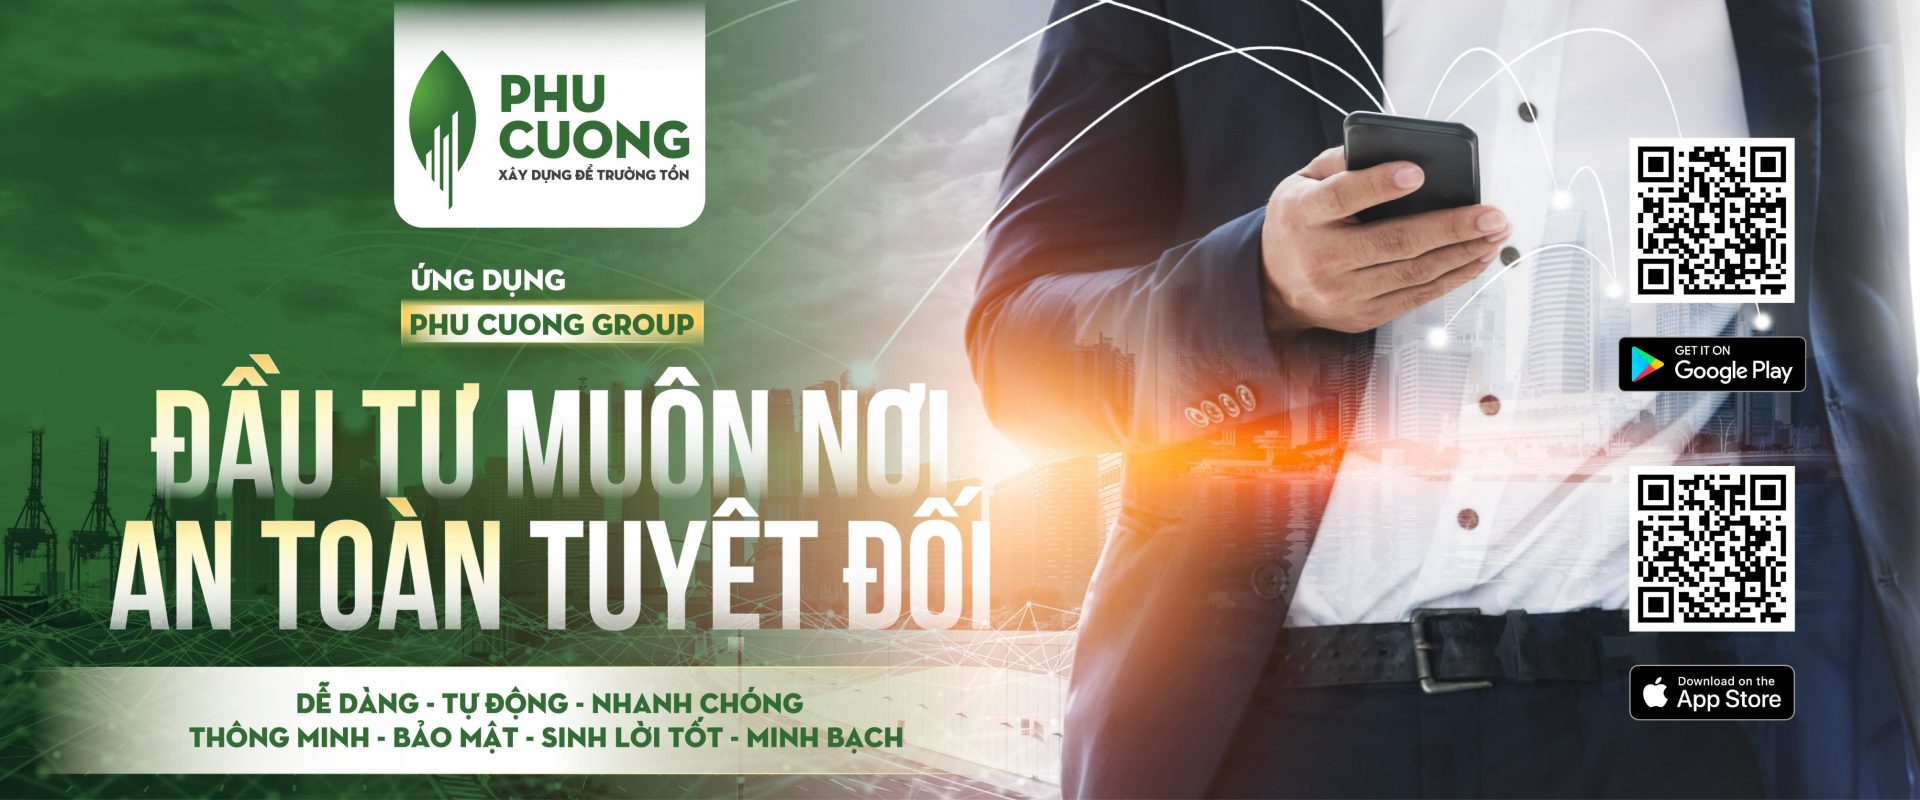 PHU
CUONG
XÂY DỰNG ĐỂ TRƯỜNG TỒN
ỨNG DỤNG
PHU CUONG GROUP
ĐẦU TƯ MUÔN NƠI
AN TOÀN TUYỆT ĐỐI
DỄ DÀNG - TỰ ĐỘNG - NHANH CHÓNG
THÔNG MINH - BẢO MẬT - SINH LỜI TỐT - MINH BẠCH
GET IT ON
Google Play
Download on the
App Store